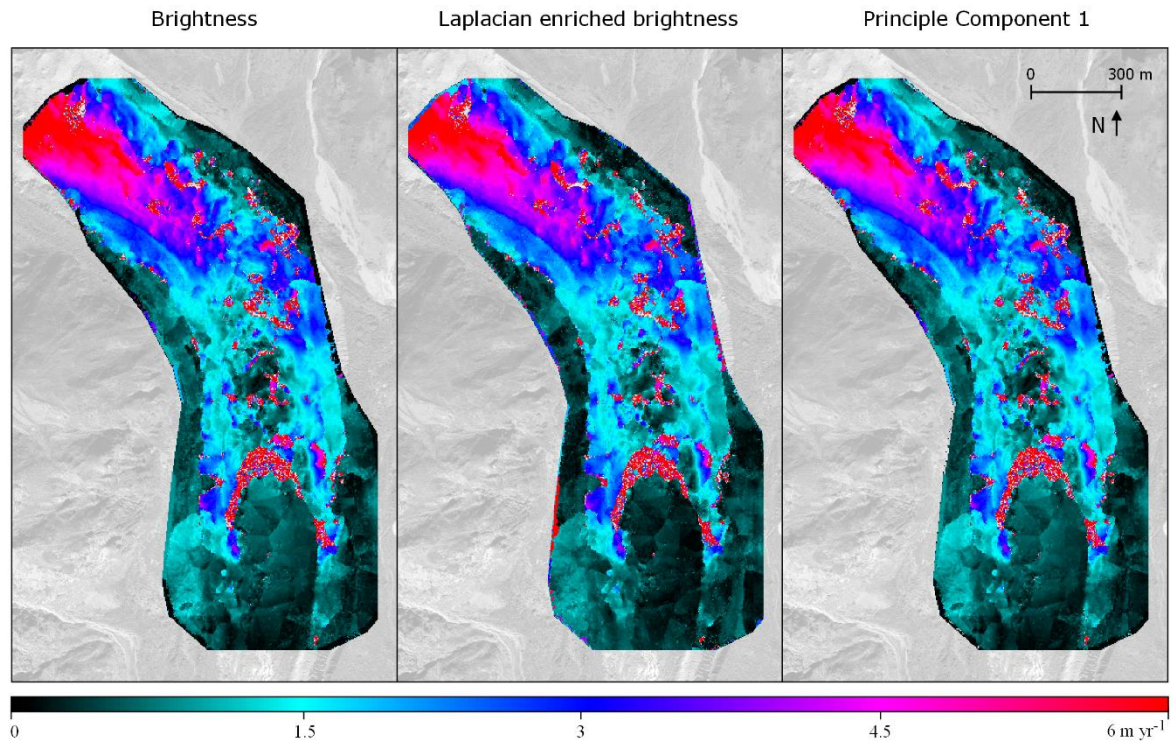 Brightness
Laplacian enriched brightness
Principle Component 1
0 300 m
N
0 1.5 3 4.5 6 m yr-1